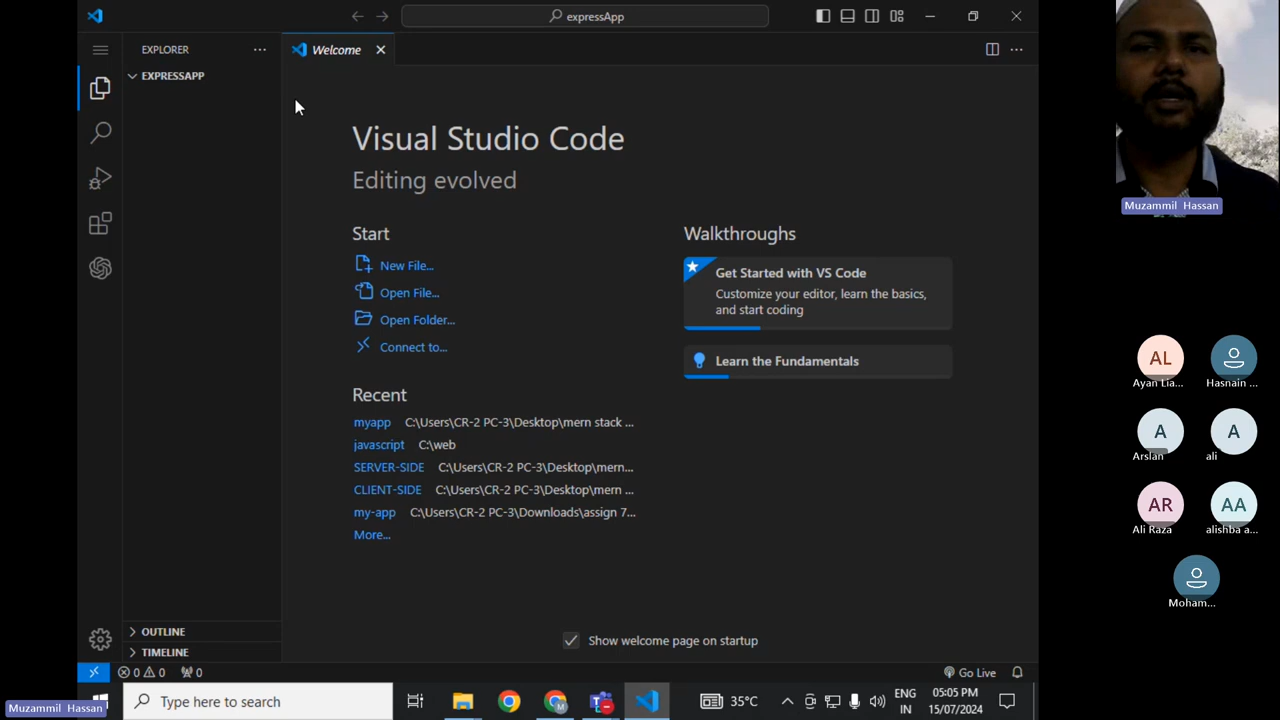 expressApp
EXPLORER
Welcome
EXPRESSAPP
Visual Studio Code
Editing evolved
Start
New File...
Open File...
Open Folder...
Connect to...
Recent
myapp C:\Users\CR-2 PC-3\Desktop\mern stack ...
javascript C:\web
SERVER-SIDE C:\Users\CR-2 PC-3\Desktop\mern...
CLIENT-SIDE C:\Users\CR-2 PC-3\Desktop\mern ...
my-app C:\Users\CR-2 PC-3\Downloads\assign 7...
More...
Walkthroughs
Get Started with VS Code
Customize your editor, learn the basics,
and start coding
Learn the Fundamentals
Show welcome page on startup
OUTLINE
TIMELINE
0 0 0
Go Live
Type here to search
35°C
ENG
IN
05:05 PM
15/07/2024
Muzammil Hassan
Muzammil Hassan
AL
Ayan Lia...
Hasnain ...
A
Arslan
A
ali
AR
Ali Raza
AA
alishba a...
Moham...